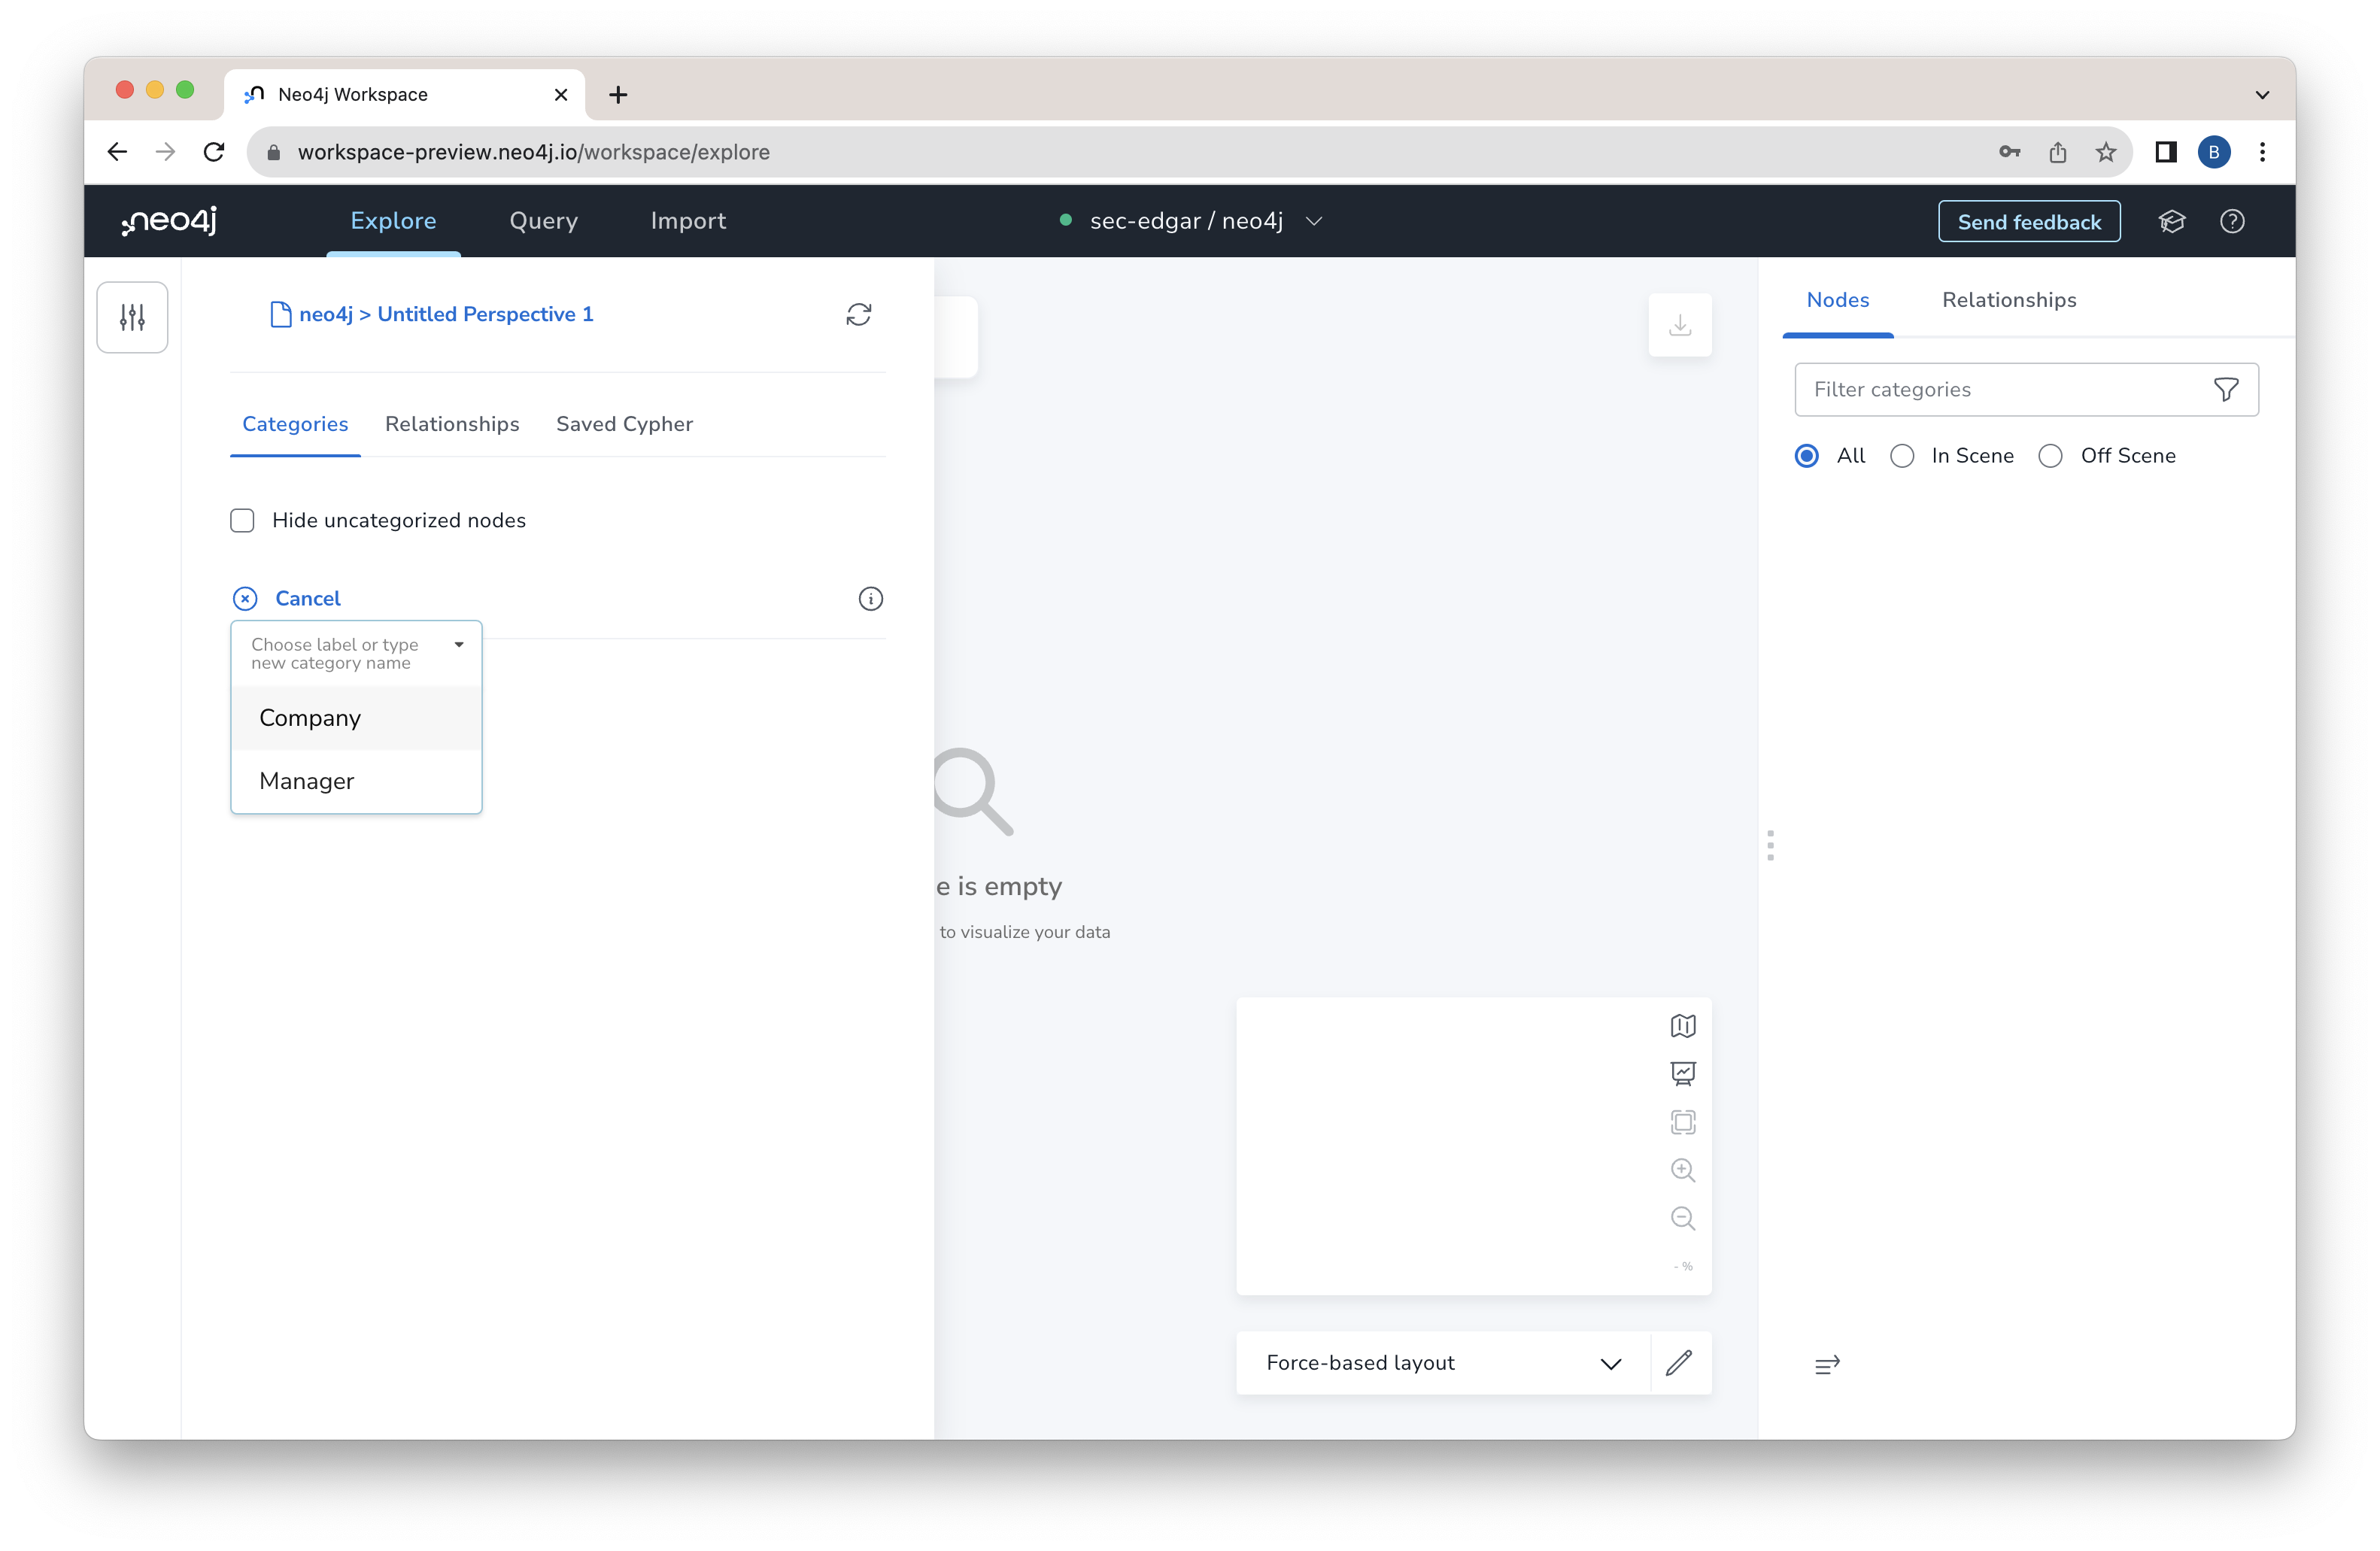 Neo4j Workspace
workspace-preview.neo4j.io/workspace/explore
B
neo4j
Explore
Query
Import
sec-edgar / neo4j
Send feedback
neo4j > Untitled Perspective 1
Categories
Relationships
Saved Cypher
Hide uncategorized nodes
Cancel
Choose label or type
new category name
Company
Manager
e is empty
to visualize your data
- %
Force-based layout
Nodes
Relationships
Filter categories
All
In Scene
Off Scene